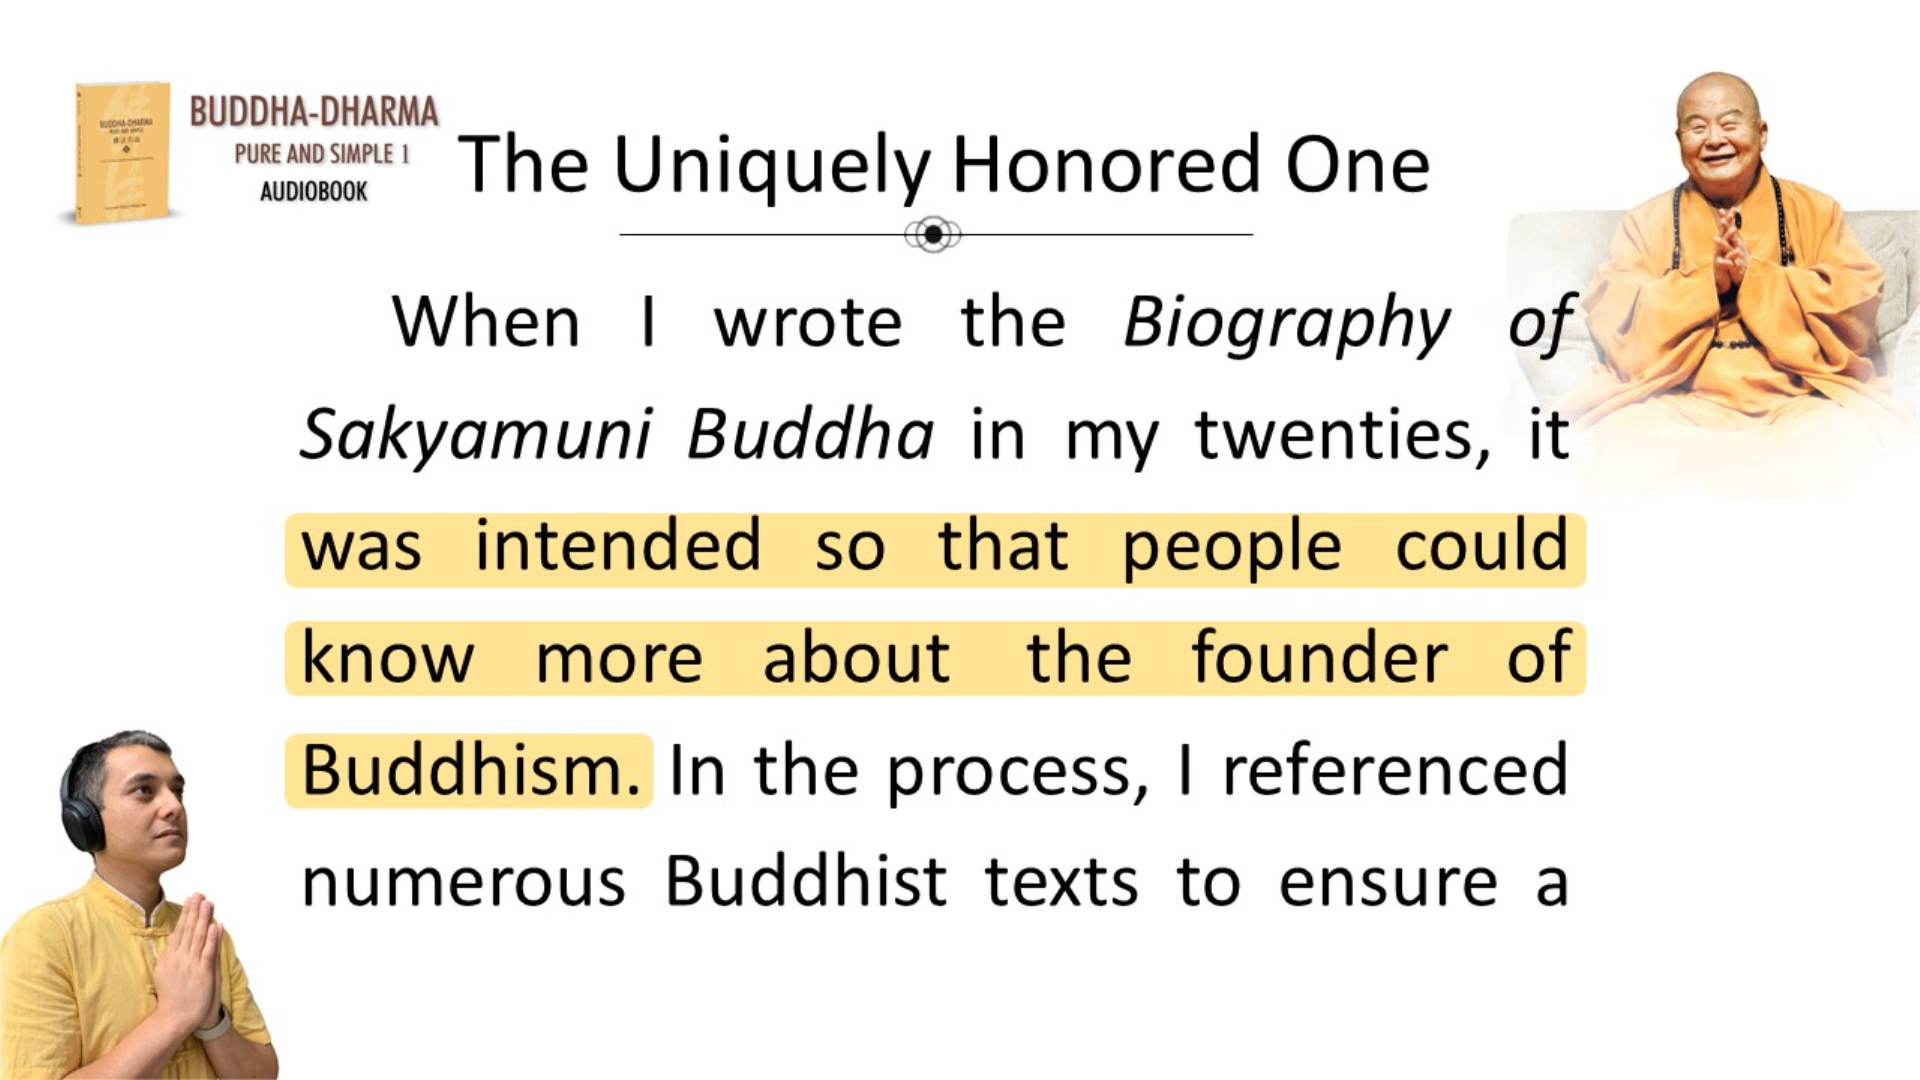 BUDDHA-DHARMA
PURE AND SIMPLE 1
AUDIOBOOK
BUDDHA-DHARMA
The Uniquely Honored One
When I wrote the Biography of
Sakyamuni Buddha in my twenties, it
was intended so that people could
know more about the founder of
Buddhism. In the process, I referenced
numerous Buddhist texts to ensure a